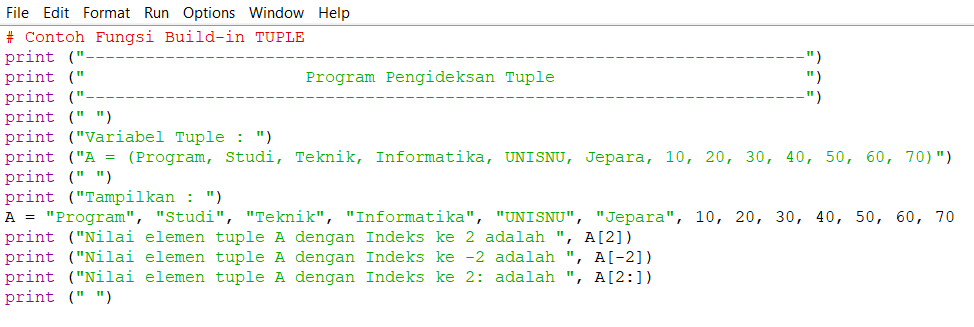 File Edit Format Run Options Window Help
# Contoh Fungsi Build-in TUPLE
print ("------------------------------------------------------------------------")
print ("                      Program Pengideksan Tuple                         ")
print ("------------------------------------------------------------------------")
print (" ")
print ("Variabel Tuple : ")
print ("A = (Program, Studi, Teknik, Informatika, UNISNU, Jepara, 10, 20, 30, 40, 50, 60, 70)")
print (" ")
print ("Tampilkan : ")
A = "Program", "Studi", "Teknik", "Informatika", "UNISNU", "Jepara", 10, 20, 30, 40, 50, 60, 70
print ("Nilai elemen tuple A dengan Indeks ke 2 adalah ", A[2])
print ("Nilai elemen tuple A dengan Indeks ke -2 adalah ", A[-2])
print ("Nilai elemen tuple A dengan Indeks ke 2: adalah ", A[2:])
print (" ")